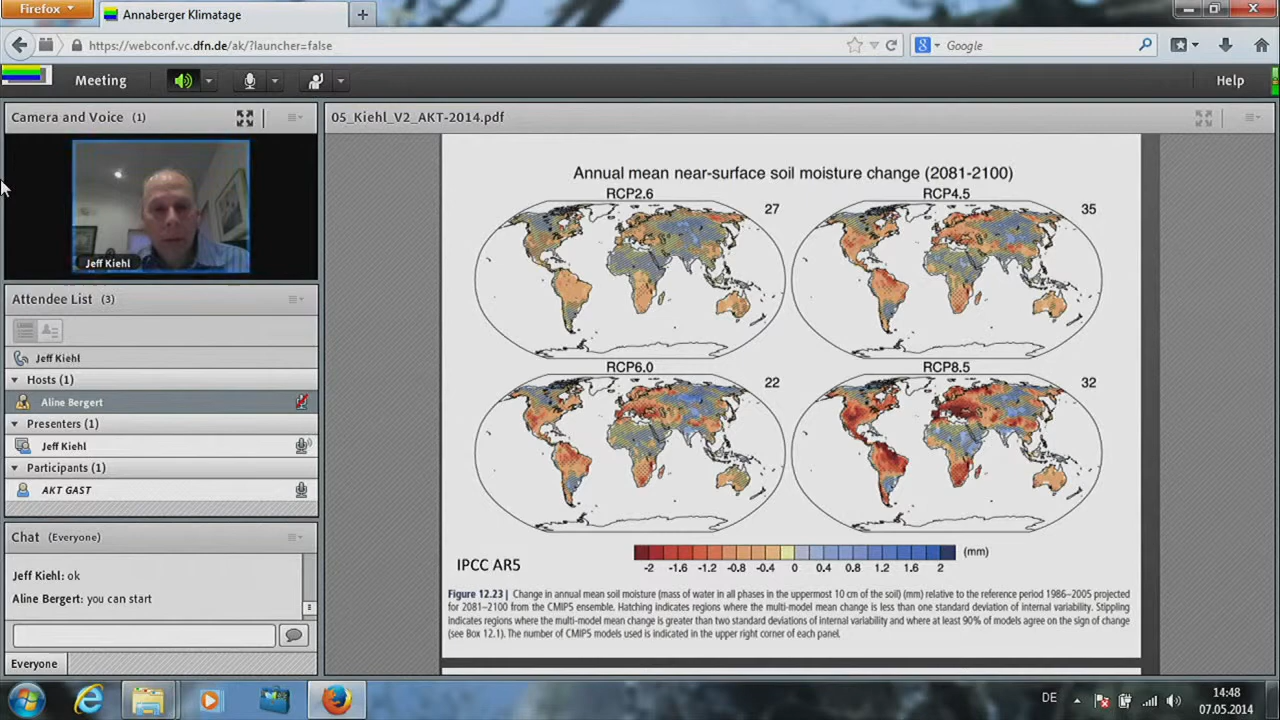 Firefox
Annaberger Klimatage
https://webconf.vc.dfn.de/ak/?launcher=false
Google
Meeting
Help
Camera and Voice (1)
Jeff Kiehl
Attendee List (3)
Jeff Kiehl
Hosts (1)
Aline Bergert
Presenters (1)
Jeff Kiehl
Participants (1)
AKT GAST
Chat (Everyone)
Jeff Kiehl: ok
Aline Bergert: you can start
Everyone
05_Kiehl_V2_AKT-2014.pdf
Annual mean near-surface soil moisture change (2081-2100)
RCP2.6
27
RCP4.5
35
RCP6.0
22
RCP8.5
32
(mm)
-2 -1.6 -1.2 -0.8 -0.4 0 0.4 0.8 1.2 1.6 2
IPCC AR5
Figure 12.23 | Change in annual mean soil moisture (mass of water in all phases in the uppermost 10 cm of the soil) (mm) relative to the reference period 1986–2005 projected
for 2081–2100 from the CMIP5 ensemble. Hatching indicates regions where the multi-model mean change is less than one standard deviation of internal variability. Stippling
indicates regions where the multi-model mean change is greater than two standard deviations of internal variability and where at least 90% of models agree on the sign of change
(see Box 12.1). The number of CMIP5 models used is indicated in the upper right corner of each panel.
DE
14:48
07.05.2014